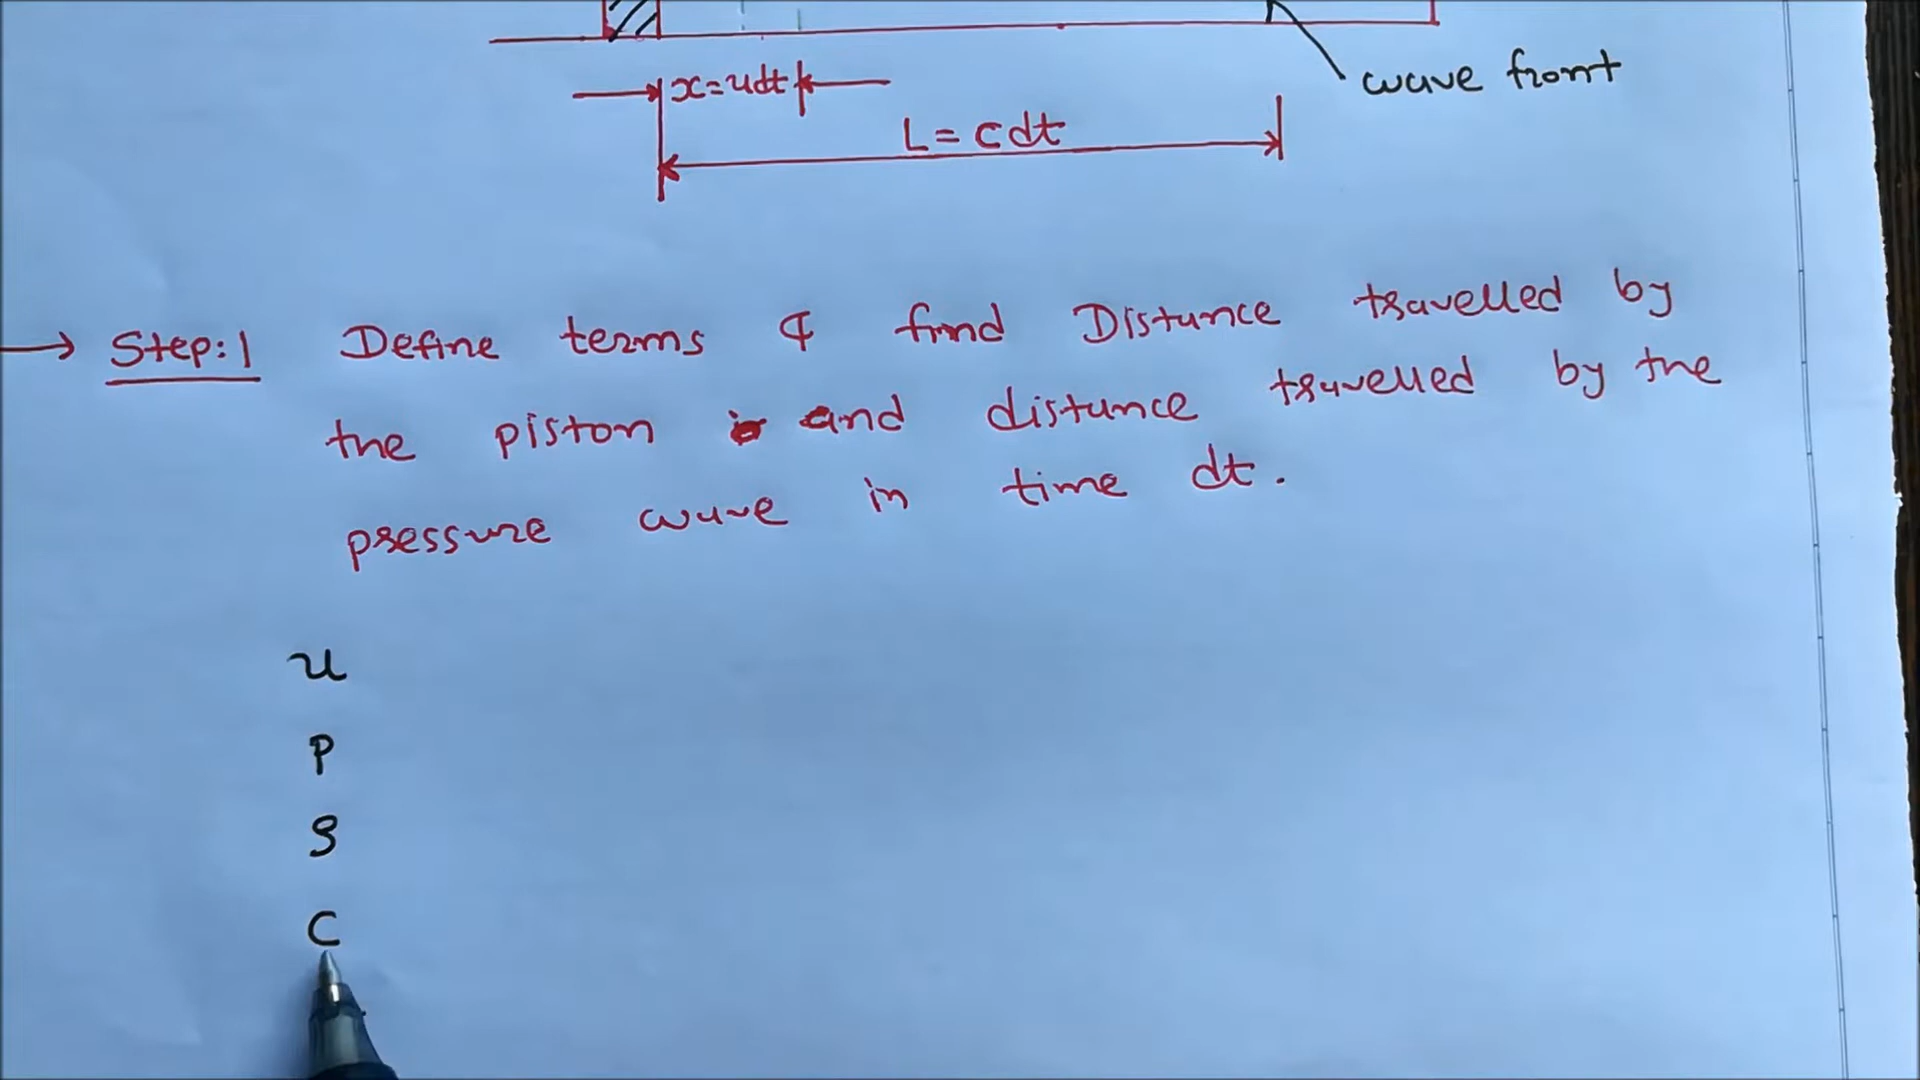 wave front
x=udt
L=cdt
→ Step:1 Define terms & find Distance travelled by
the piston and distance travelled by the
pressure wave in time dt.
u
P
ρ
C